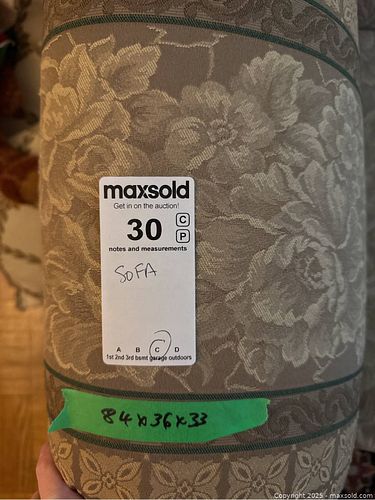 maxsold
Get in on the auction!
30
C
P
notes and measurements
SOFA
A B C D
1st 2nd 3rd bsmt garage outdoors
84x36x33
Copyright 2025 - www.maxsold.com